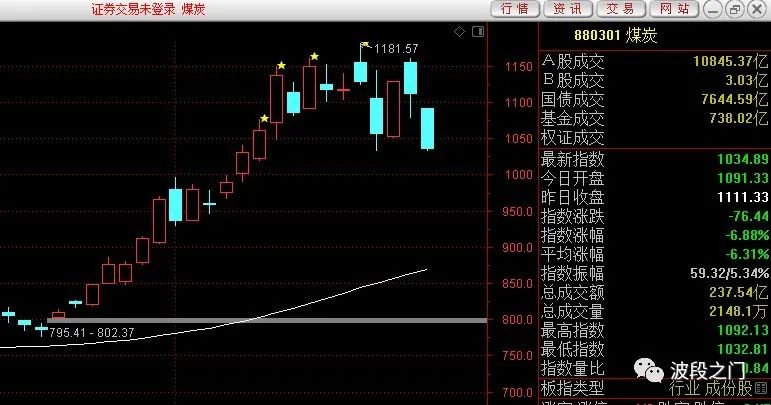 证券交易未登录 煤炭
行情 资讯 交易 网站
880301 煤炭
1181.57
1150
1100
1050
1000
950.0
900.0
850.0
800.0
750.0
700.0
795.41 - 802.37
A股成交 10845.37亿
B股成交 3.03亿
国债成交 7644.59亿
基金成交 738.02亿
权证成交
最新指数 1034.89
今日开盘 1091.33
昨日收盘 1111.33
指数涨跌 -76.44
指数涨幅 -6.88%
平均涨幅 -6.31%
指数振幅 59.32/5.34%
总成交额 237.54亿
总成交量 2148.1万
最高指数 1092.13
最低指数 1032.81
指数量比 0.84
波段之门
板指类型 行业 成份股